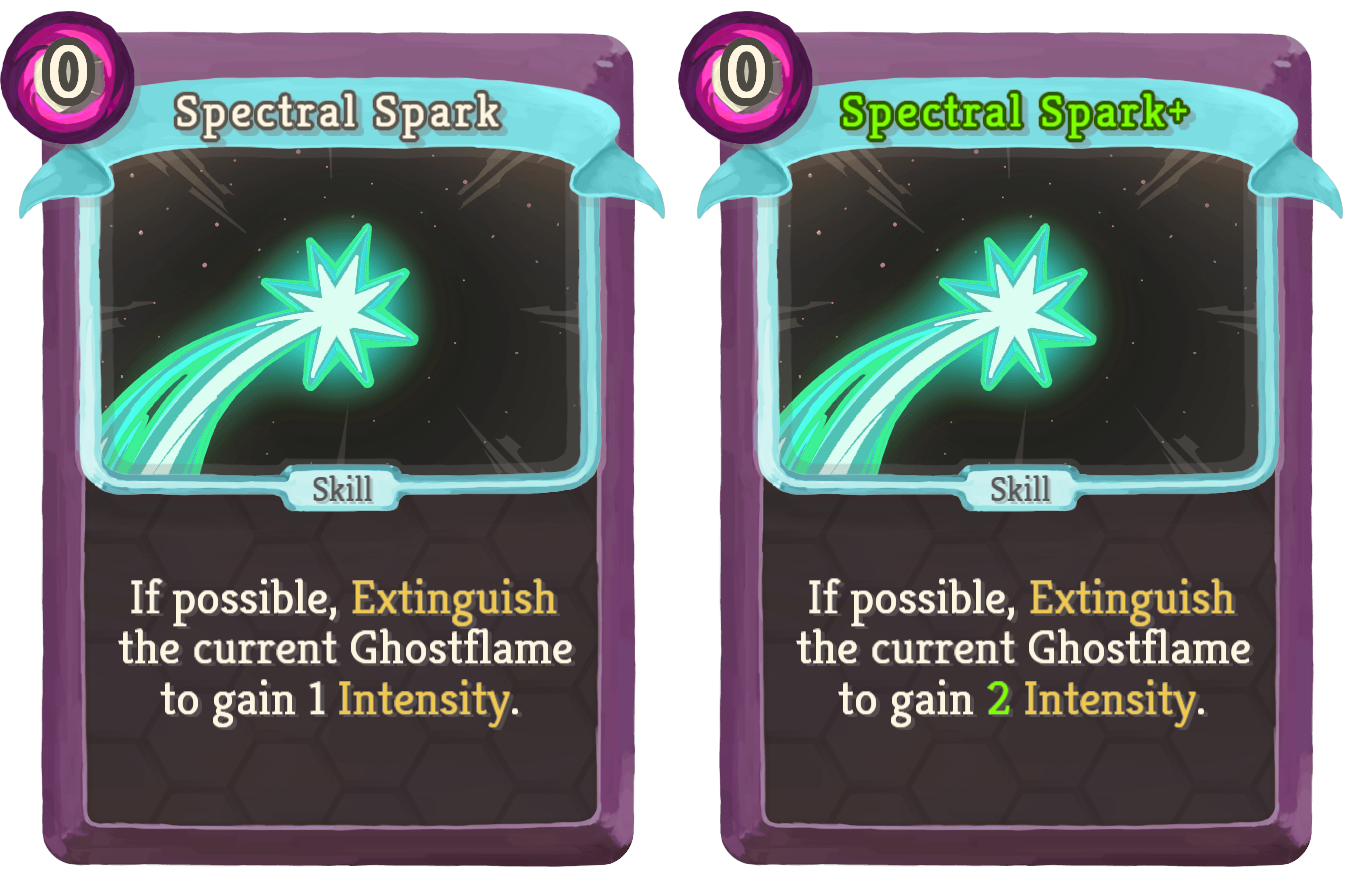 0
Spectral Spark
Skill
If possible, Extinguish
the current Ghostflame
to gain 1 Intensity.
0
Spectral Spark+
Skill
If possible, Extinguish
the current Ghostflame
to gain 2 Intensity.